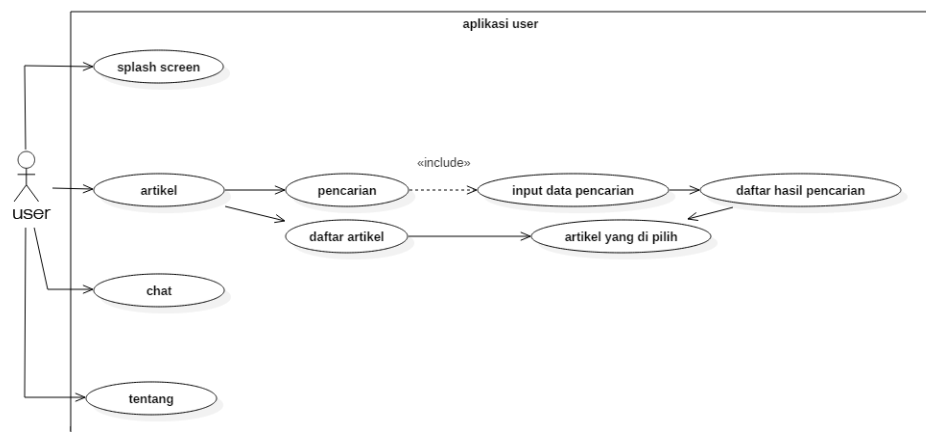 aplikasi user
splash screen
«include»
artikel
pencarian
input data pencarian
daftar hasil pencarian
user
daftar artikel
artikel yang di pilih
chat
tentang